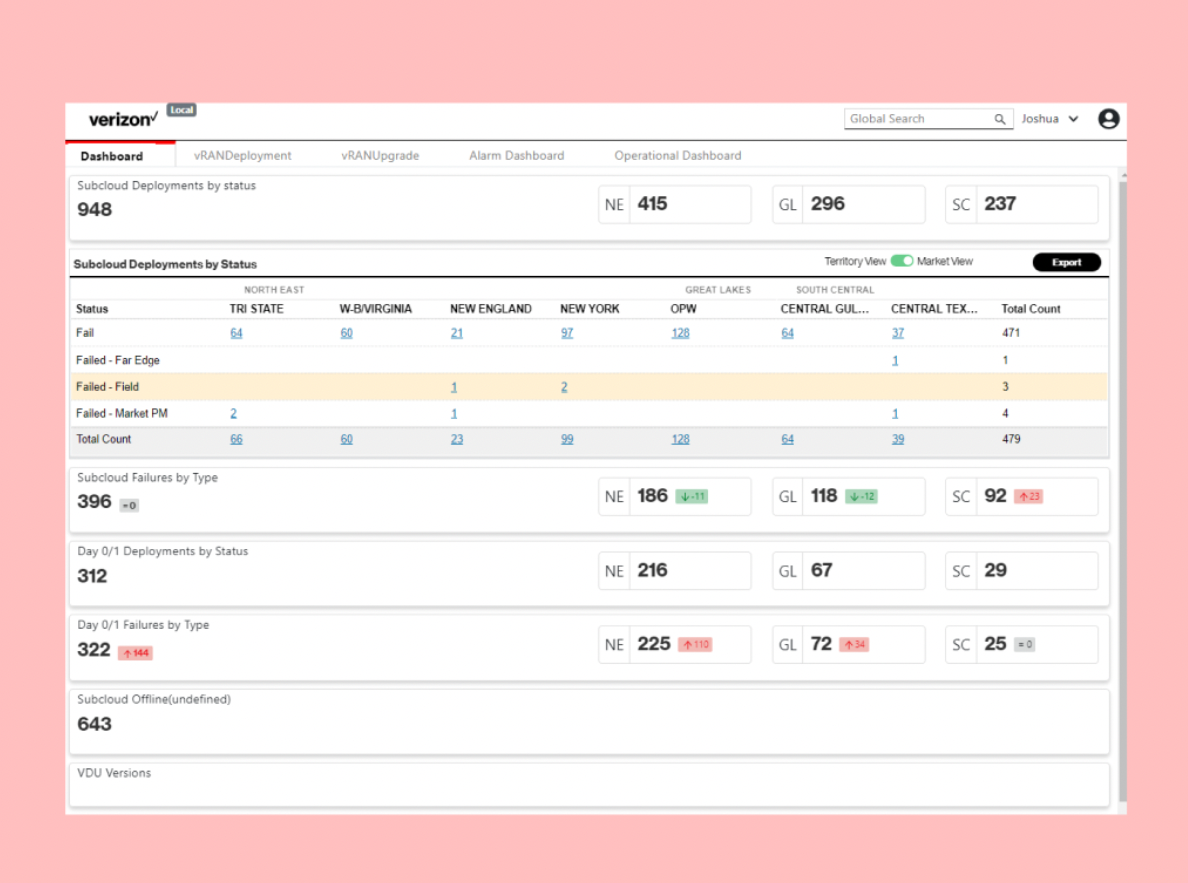 verizon✓ Local
Global Search Joshua
Dashboard vRANDeployment vRANUpgrade Alarm Dashboard Operational Dashboard
Subcloud Deployments by status
948 NE 415 GL 296 SC 237
Subcloud Deployments by Status Territory View Market View Export
NORTH EAST GREAT LAKES SOUTH CENTRAL
Status TRI STATE W-B/VIRGINIA NEW ENGLAND NEW YORK OPW CENTRAL GUL... CENTRAL TEX... Total Count
Fail 64 60 21 97 128 64 37 471
Failed - Far Edge 1 1
Failed - Field 1 2 3
Failed - Market PM 2 1 1 4
Total Count 66 60 23 99 128 64 39 479
Subcloud Failures by Type
396 =0 NE 186 ↓-11 GL 118 ↓-12 SC 92 ↑23
Day 0/1 Deployments by Status
312 NE 216 GL 67 SC 29
Day 0/1 Failures by Type
322 ↑144 NE 225 ↑110 GL 72 ↑34 SC 25 =0
Subcloud Offline(undefined)
643
VDU Versions